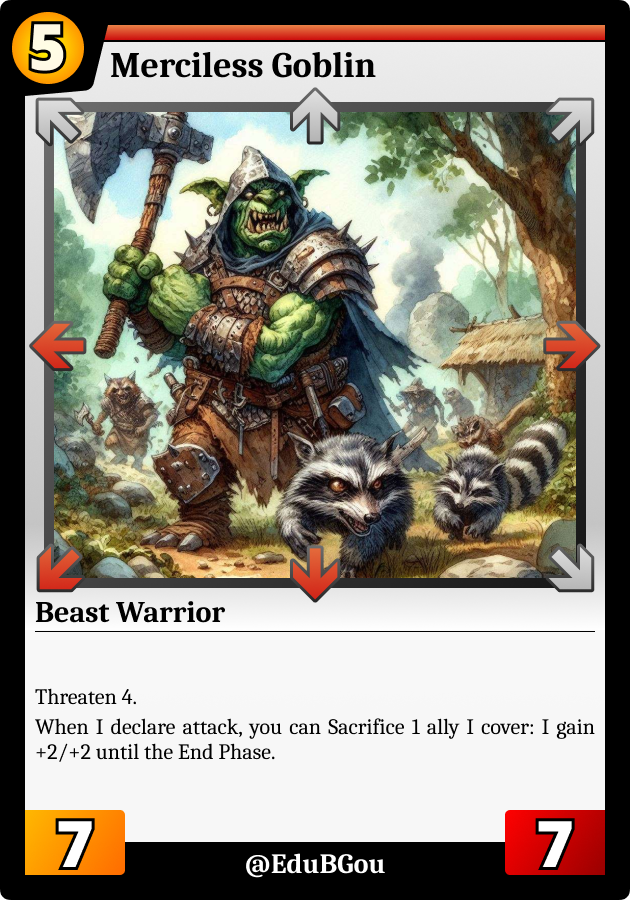 5
Merciless Goblin
Beast Warrior
Threaten 4.
When I declare attack, you can Sacrifice 1 ally I cover: I gain
+2/+2 until the End Phase.
7
@EduBGou
7